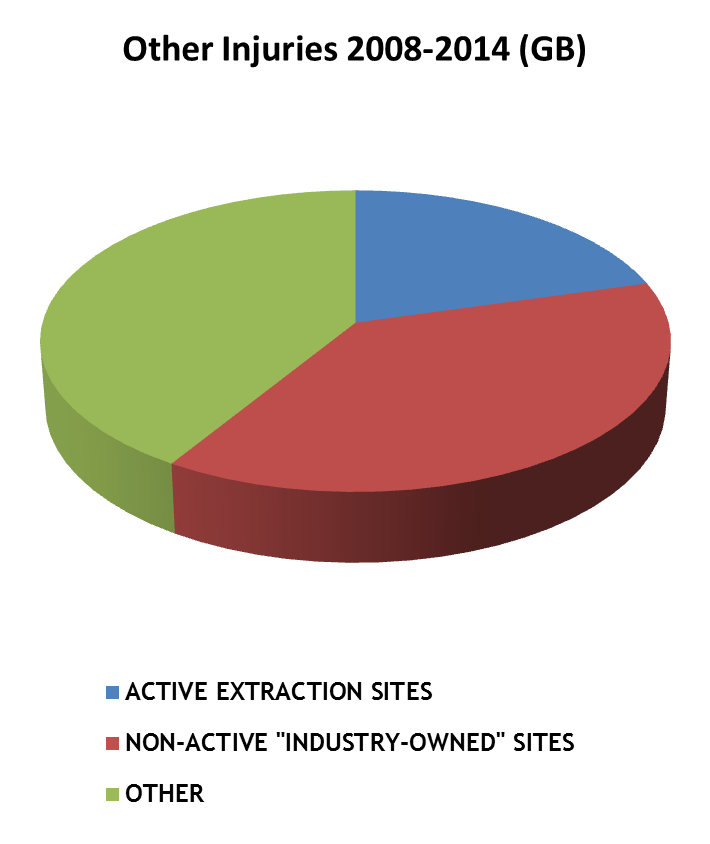 Other Injuries 2008-2014 (GB)
ACTIVE EXTRACTION SITES
NON-ACTIVE "INDUSTRY-OWNED" SITES
OTHER